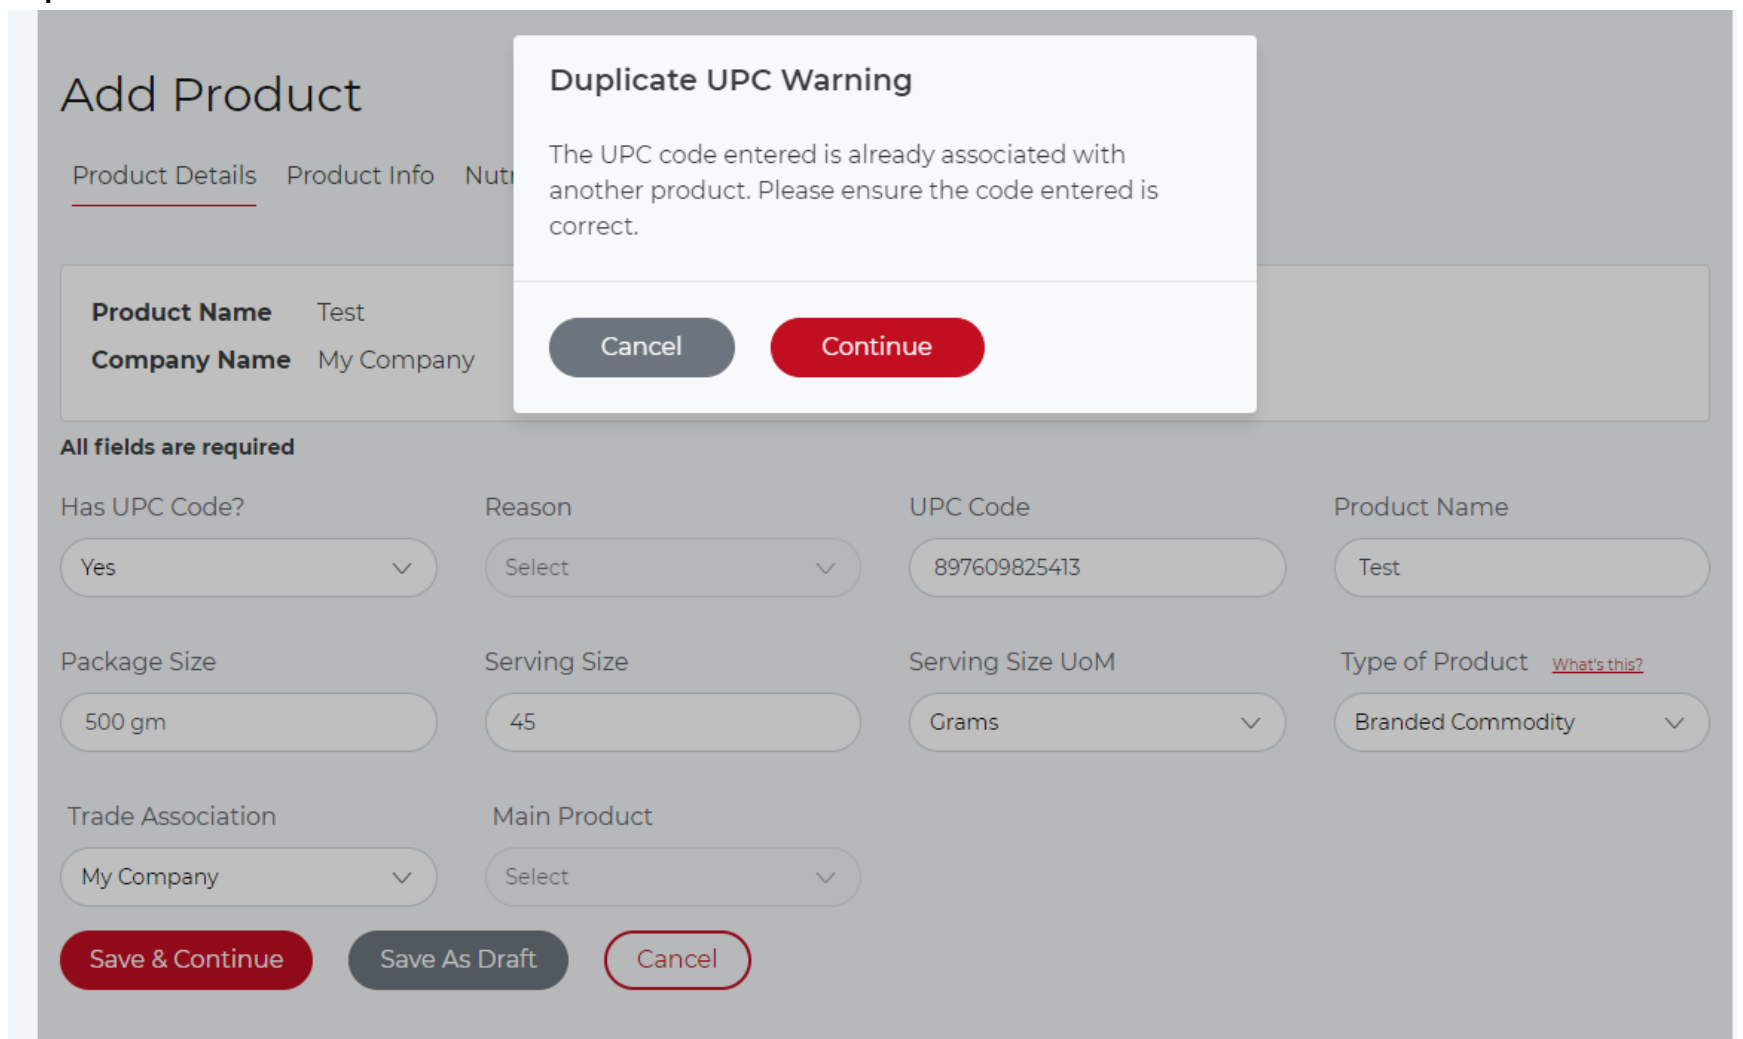 Add Product
Product Details Product Info
Duplicate UPC Warning
The UPC code entered is already associated with
another product. Please ensure the code entered is
correct.
Cancel Continue
Product Name Test
Company Name My Company
All fields are required
Has UPC Code? Reason UPC Code Product Name
Yes Select 897609825413 Test
Package Size Serving Size Serving Size UoM Type of Product What's this?
500 gm 45 Grams Branded Commodity
Trade Association Main Product
My Company Select
Save & Continue Save As Draft Cancel